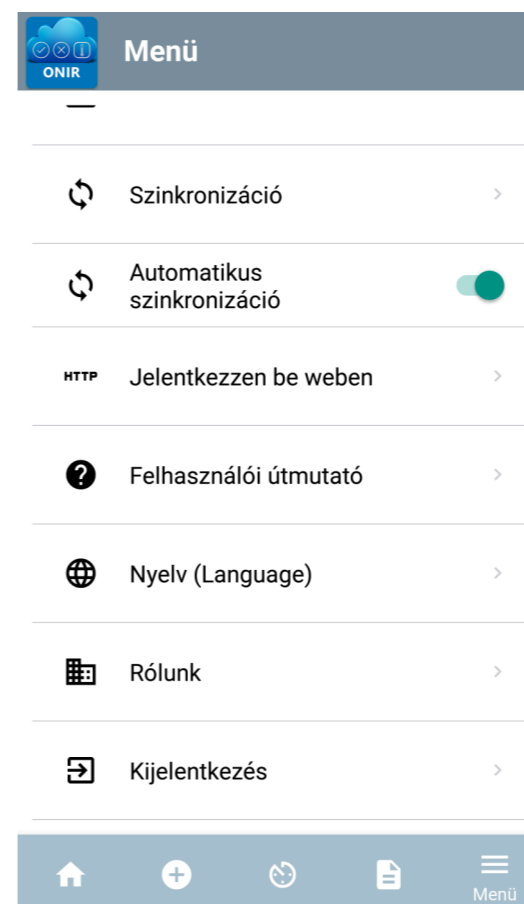 ONIR
Menü
Szinkronizáció
Automatikus
szinkronizáció
HTTP
Jelentkezzen be weben
Felhasználói útmutató
Nyelv (Language)
Rólunk
Kijelentkezés
Menü